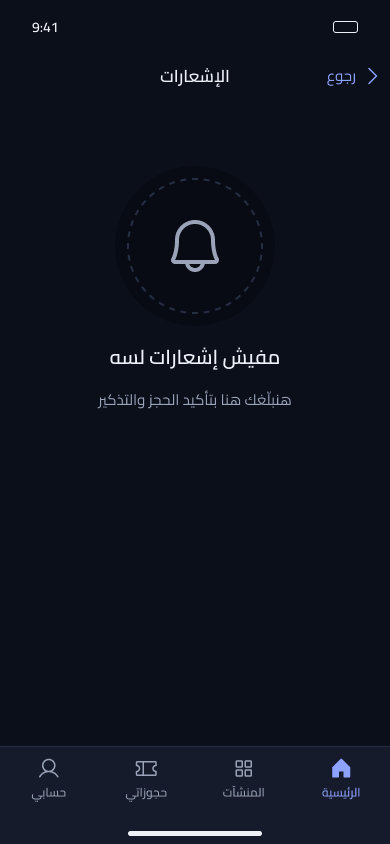 9:41
رجوع
الإشعارات
مفيش إشعارات لسه
هنبلّغك هنا بتأكيد الحجز والتذكير
الرئيسية
المنشآت
حجوزاتي
حسابي